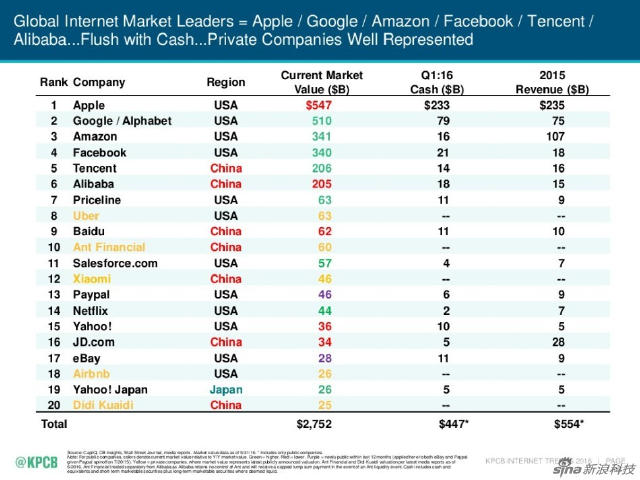 Global Internet Market Leaders = Apple / Google / Amazon / Facebook / Tencent /
Alibaba...Flush with Cash...Private Companies Well Represented
Rank Company Region Current Market Value ($B) Q1:16 Cash ($B) 2015 Revenue ($B)
1 Apple USA $547 $233 $235
2 Google / Alphabet USA 510 79 75
3 Amazon USA 341 16 107
4 Facebook USA 340 21 18
5 Tencent China 206 14 16
6 Alibaba China 205 18 15
7 Priceline USA 63 11 9
8 Uber USA 63 -- --
9 Baidu China 62 11 10
10 Ant Financial China 60 -- --
11 Salesforce.com USA 57 4 7
12 Xiaomi China 46 -- --
13 Paypal USA 46 6 9
14 Netflix USA 44 2 7
15 Yahoo! USA 36 10 5
16 JD.com China 34 5 28
17 eBay USA 28 11 9
18 Airbnb USA 26 -- --
19 Yahoo! Japan Japan 26 5 5
20 Didi Kuaidi China 25 -- --
Total $2,752 $447* $554*
@KPCB
KPCB INTERNET TRENDS 2016 | PAGE
sina新浪科技